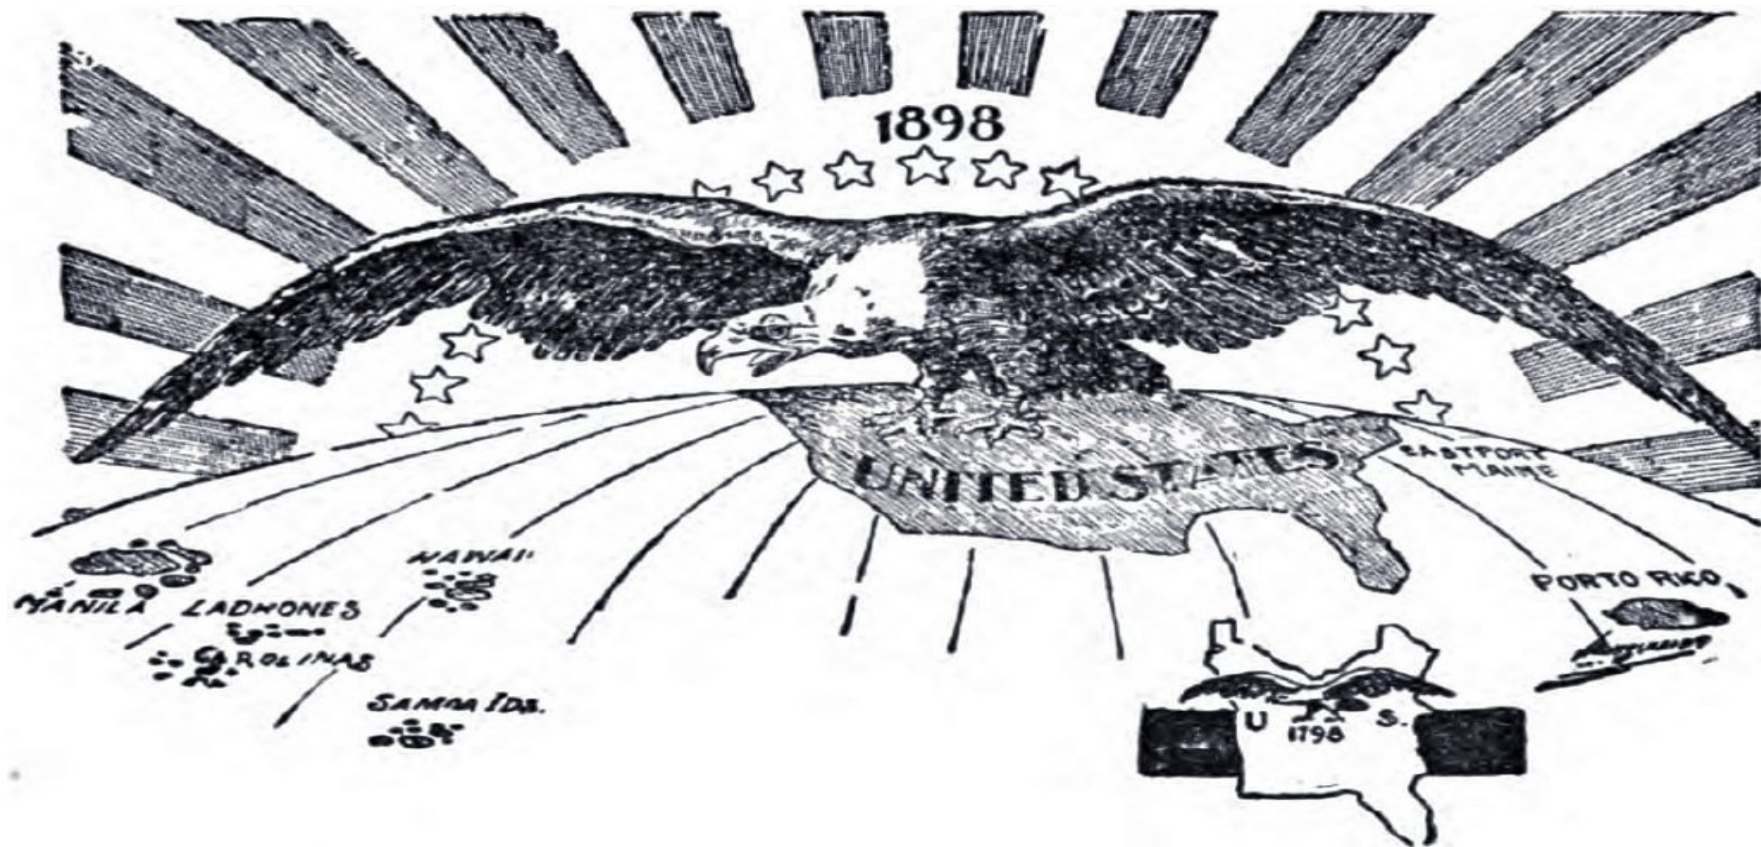 1898
UNITED STATES
EASTPORT
MAINE
HAWAII
MANILA
LADRONES
CAROLINAS
SAMOA IDS.
PORTO RICO
U S.
1798